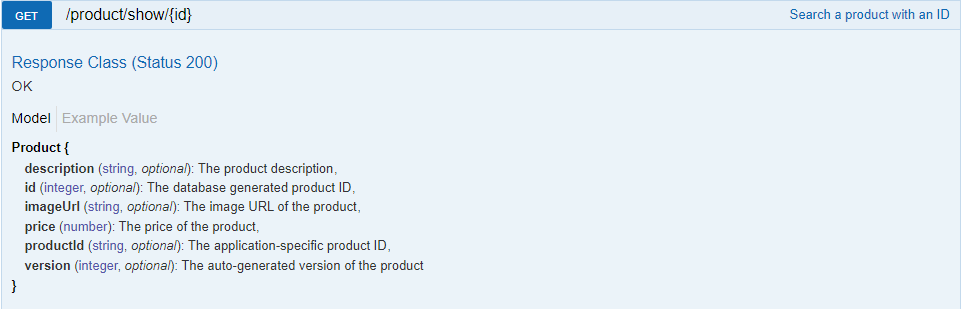 GET /product/show/{id} Search a product with an ID
Response Class (Status 200)
OK
Model Example Value
Product {
description (string, optional): The product description,
id (integer, optional): The database generated product ID,
imageUrl (string, optional): The image URL of the product,
price (number): The price of the product,
productId (string, optional): The application-specific product ID,
version (integer, optional): The auto-generated version of the product
}